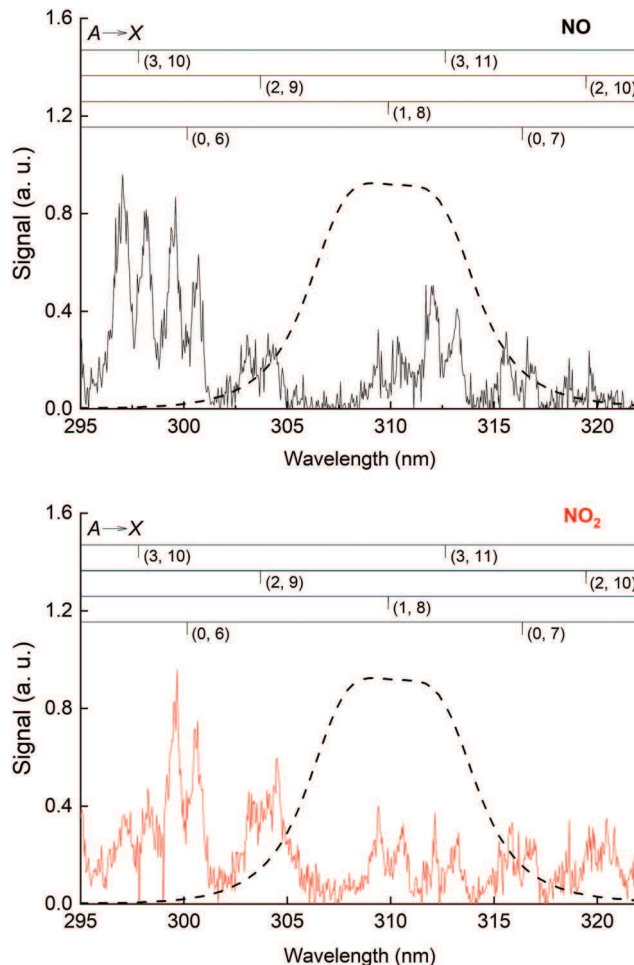 1.6
A→X
NO
(3, 10) (3, 11)
(2, 9) (2, 10)
1.2
(1, 8)
(0, 6) (0, 7)
0.8
Signal (a. u.)
0.4
0.0
295 300 305 310 315 320
Wavelength (nm)
1.6
A→X
NO₂
(3, 10) (3, 11)
(2, 9) (2, 10)
1.2
(1, 8)
(0, 6) (0, 7)
0.8
Signal (a. u.)
0.4
0.0
295 300 305 310 315 320
Wavelength (nm)